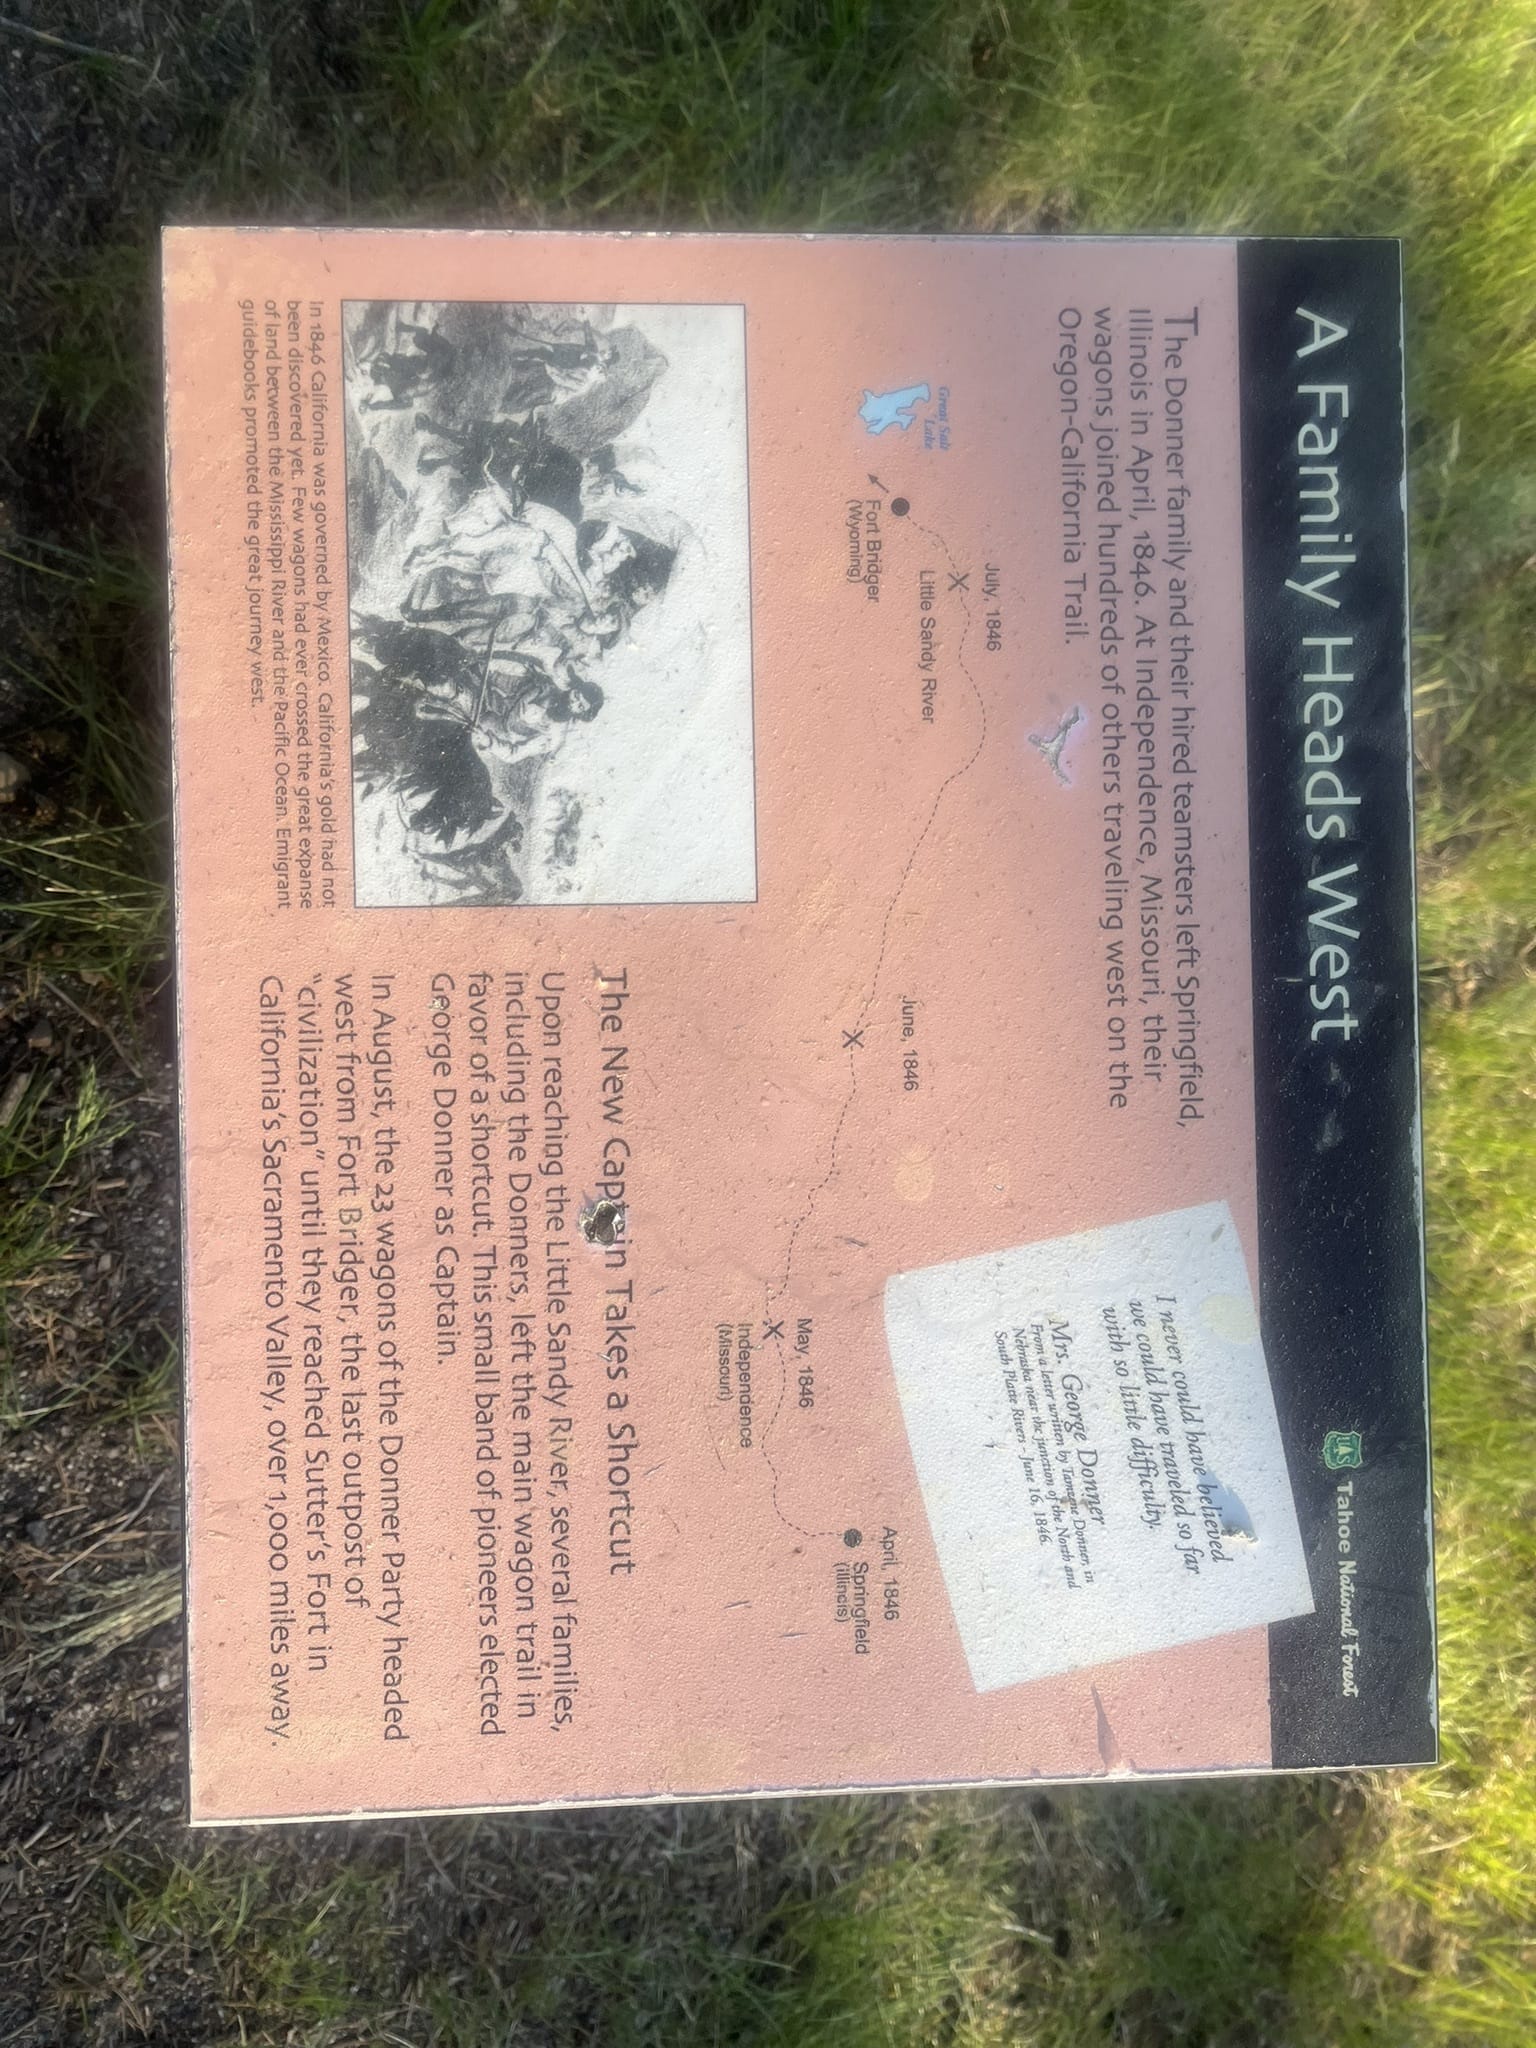 A Family Heads West
UAS
Tahoe National Forest
The Donner family and their hired teamsters left Springfield,
Illinois in April, 1846. At Independence, Missouri, their
wagons joined hundreds of others traveling west on the
Oregon-California Trail.
I never could have believed
we could have traveled so far
with so little difficulty.
Mrs. George Donner
From a letter written by Tamzene Donner, in
Nebraska near the junction of the North and
South Platte Rivers - June 16, 1846.
Great Salt
Lake
Fort Bridger
(Wyoming)
July, 1846
Little Sandy River
June, 1846
May, 1846
Independence
(Missouri)
April, 1846
Springfield
(Illinois)
In 1846 California was governed by Mexico. California's gold had not
been discovered yet. Few wagons had ever crossed the great expanse
of land between the Mississippi River and the Pacific Ocean. Emigrant
guidebooks promoted the great journey west.
The New Captain Takes a Shortcut
Upon reaching the Little Sandy River, several families,
including the Donners, left the main wagon trail in
favor of a shortcut. This small band of pioneers elected
George Donner as Captain.
In August, the 23 wagons of the Donner Party headed
west from Fort Bridger, the last outpost of
"civilization" until they reached Sutter's Fort in
California's Sacramento Valley, over 1,000 miles away.